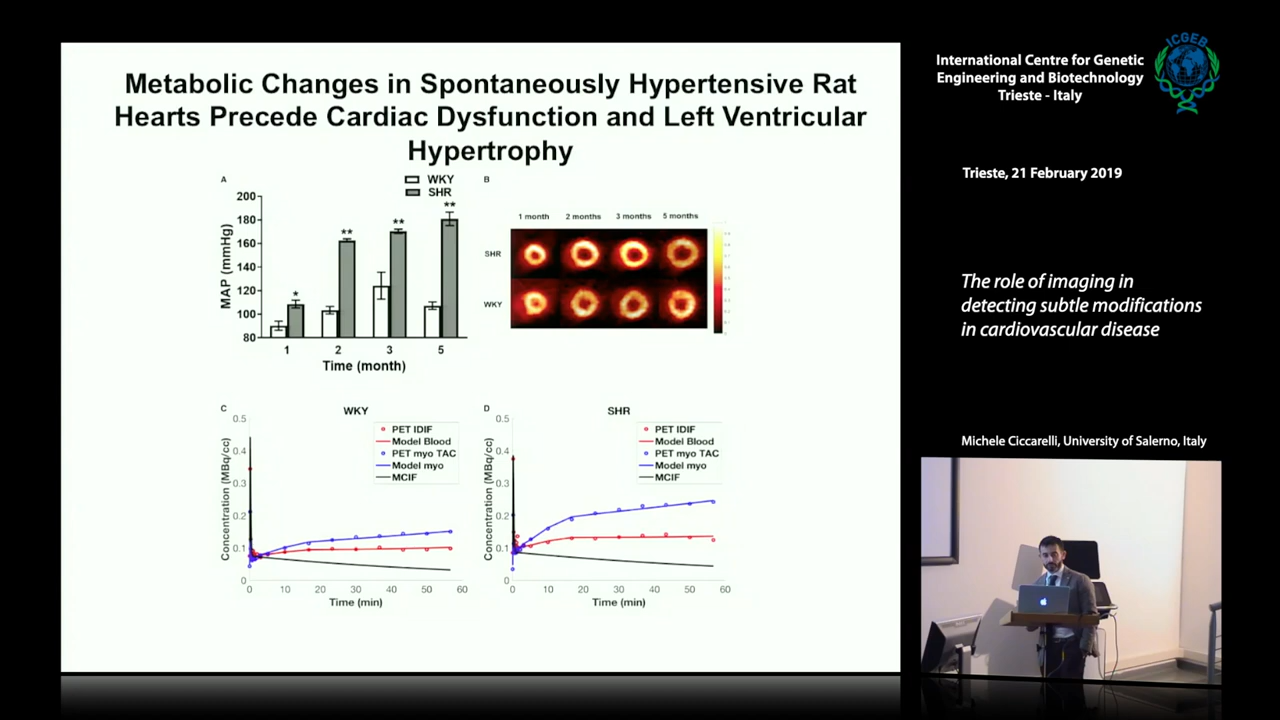 Metabolic Changes in Spontaneously Hypertensive Rat
Hearts Precede Cardiac Dysfunction and Left Ventricular
Hypertrophy
A
WKY
SHR
MAP (mmHg)
200
180
160
140
120
100
80
*
**
**
**
1
2
3
5
Time (month)
B
1 month
2 months
3 months
5 months
SHR
WKY
C
WKY
Concentration (MBq/cc)
0.5
0.4
0.3
0.2
0.1
0
PET IDIF
Model Blood
PET myo TAC
Model myo
MCIF
0
10
20
30
40
50
60
Time (min)
D
SHR
Concentration (MBq/cc)
0.5
0.4
0.3
0.2
0.1
0
PET IDIF
Model Blood
PET myo TAC
Model myo
MCIF
0
10
20
30
40
50
60
Time (min)
International Centre for Genetic
Engineering and Biotechnology
Trieste - Italy
ICGEB
Trieste, 21 February 2019
The role of imaging in
detecting subtle modifications
in cardiovascular disease
Michele Ciccarelli, University of Salerno, Italy